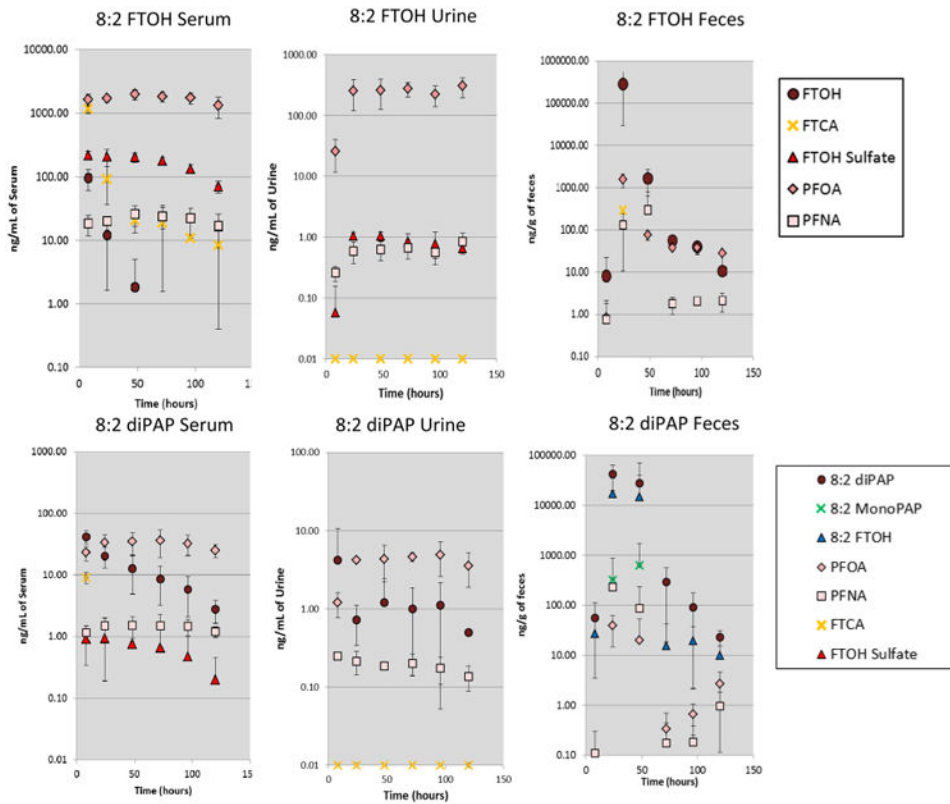 8:2 FTOH Serum
10000.00
1000.00
100.00
10.00
1.00
0.10
ng/mL of Serum
0
50
100
Time (hours)
8:2 FTOH Urine
1000.00
100.00
10.00
1.00
0.10
0.01
ng/mL of Urine
0
50
100
150
Time (hours)
8:2 FTOH Feces
1000000.00
100000.00
10000.00
1000.00
100.00
10.00
1.00
0.10
ng/g of feces
0
50
100
150
Time (hours)
FTOH
FTCA
FTOH Sulfate
PFOA
PFNA
8:2 diPAP Serum
1000.00
100.00
10.00
1.00
0.10
0.01
ng/mL of Serum
0
50
100
150
Time (hours)
8:2 diPAP Urine
100.00
10.00
1.00
0.10
0.01
ng/mL of Urine
0
50
100
150
Time (hours)
8:2 diPAP Feces
100000.00
10000.00
1000.00
100.00
10.00
1.00
0.10
ng/g of feces
0
50
100
150
Time (hours)
8:2 diPAP
8:2 MonoPAP
8:2 FTOH
PFOA
PFNA
FTCA
FTOH Sulfate